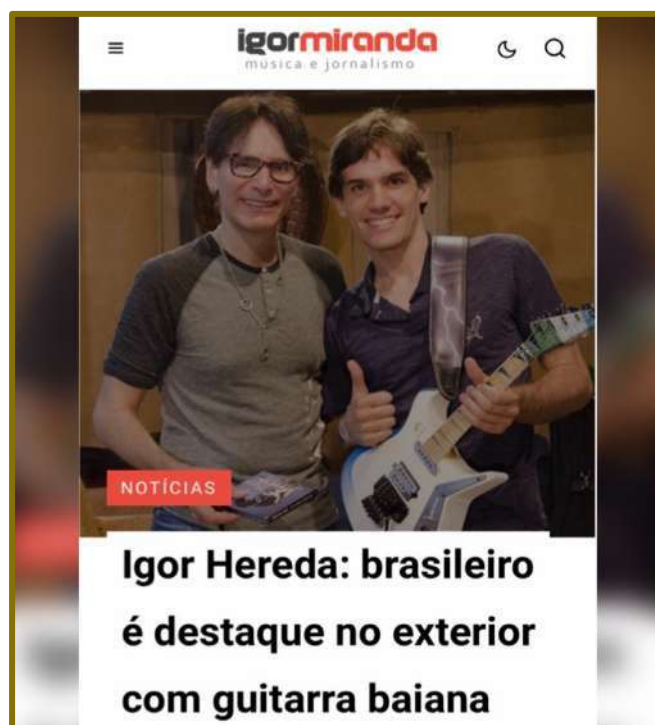 igormiranda
música e jornalismo
NOTÍCIAS
Igor Hereda: brasileiro
é destaque no exterior
com guitarra baiana